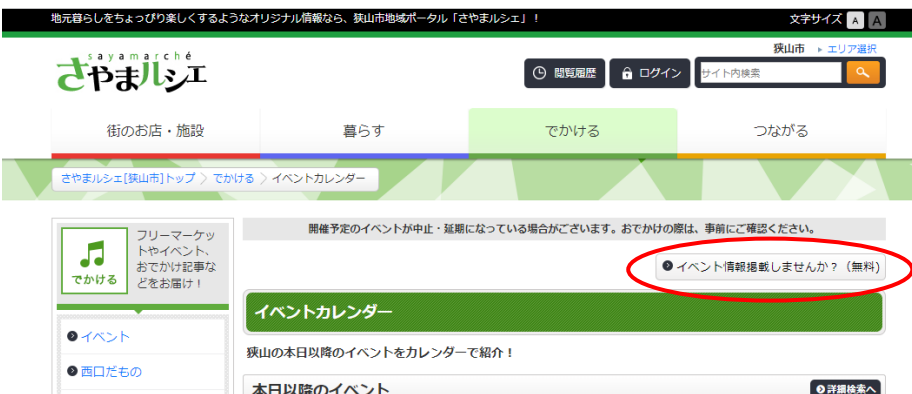 地元暮らしをちょっぴり楽しくするようなオリジナル情報なら、狭山市地域ポータル「さやまルシェ」！
文字サイズ A A
sayamarché
さやまルシェ
狭山市 エリア選択
閲覧履歴 ログイン サイト内検索
街のお店・施設 暮らす でかける つながる
さやまルシェ[狭山市]トップ 〉 でかける 〉 イベントカレンダー
でかける
フリーマーケッ
トやイベント、
おでかけ記事な
どをお届け！
イベント
西口だもの
開催予定のイベントが中止・延期になっている場合がございます。おでかけの際は、事前にご確認ください。
イベント情報掲載しませんか？（無料)
イベントカレンダー
狭山の本日以降のイベントをカレンダーで紹介！
本日以降のイベント
詳細検索へ